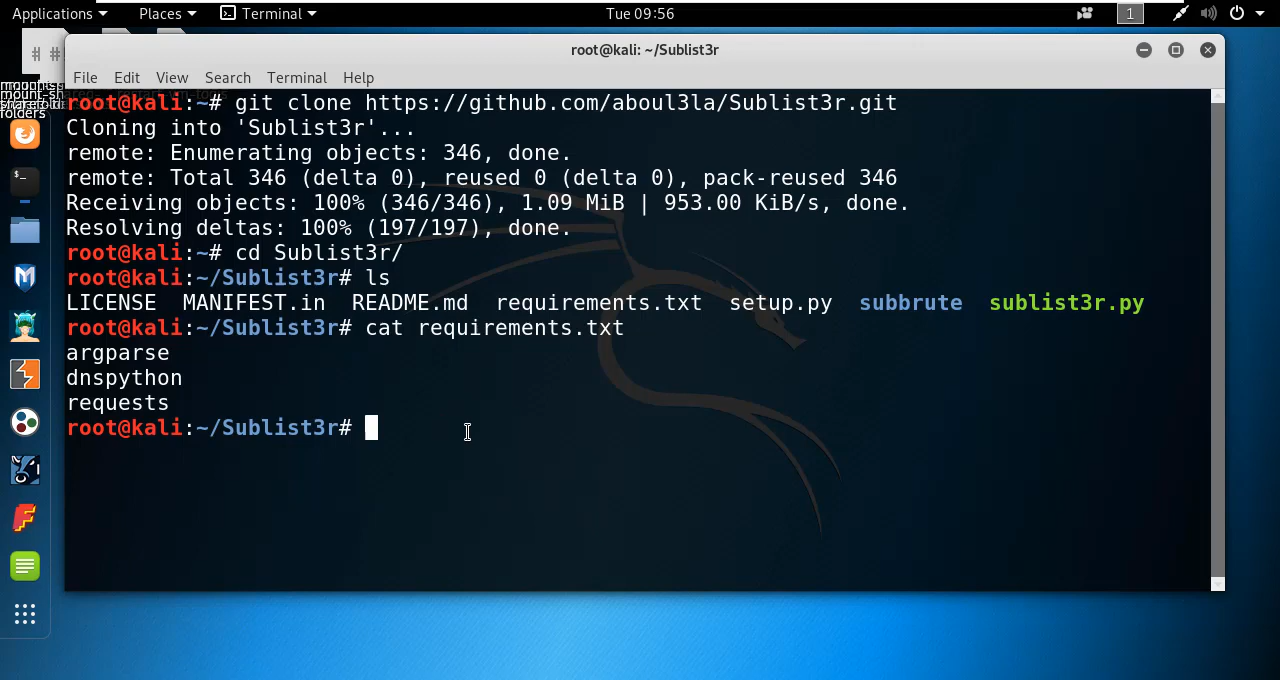 Applications Places Terminal Tue 09:56 1
root@kali: ~/Sublist3r
File Edit View Search Terminal Help
# #
mount-sha
folders
root@kali:~# git clone https://github.com/aboul3la/Sublist3r.git
Cloning into 'Sublist3r'...
remote: Enumerating objects: 346, done.
remote: Total 346 (delta 0), reused 0 (delta 0), pack-reused 346
Receiving objects: 100% (346/346), 1.09 MiB | 953.00 KiB/s, done.
Resolving deltas: 100% (197/197), done.
root@kali:~# cd Sublist3r/
root@kali:~/Sublist3r# ls
LICENSE MANIFEST.in README.md requirements.txt setup.py subbrute sublist3r.py
root@kali:~/Sublist3r# cat requirements.txt
argparse
dnspython
requests
root@kali:~/Sublist3r#